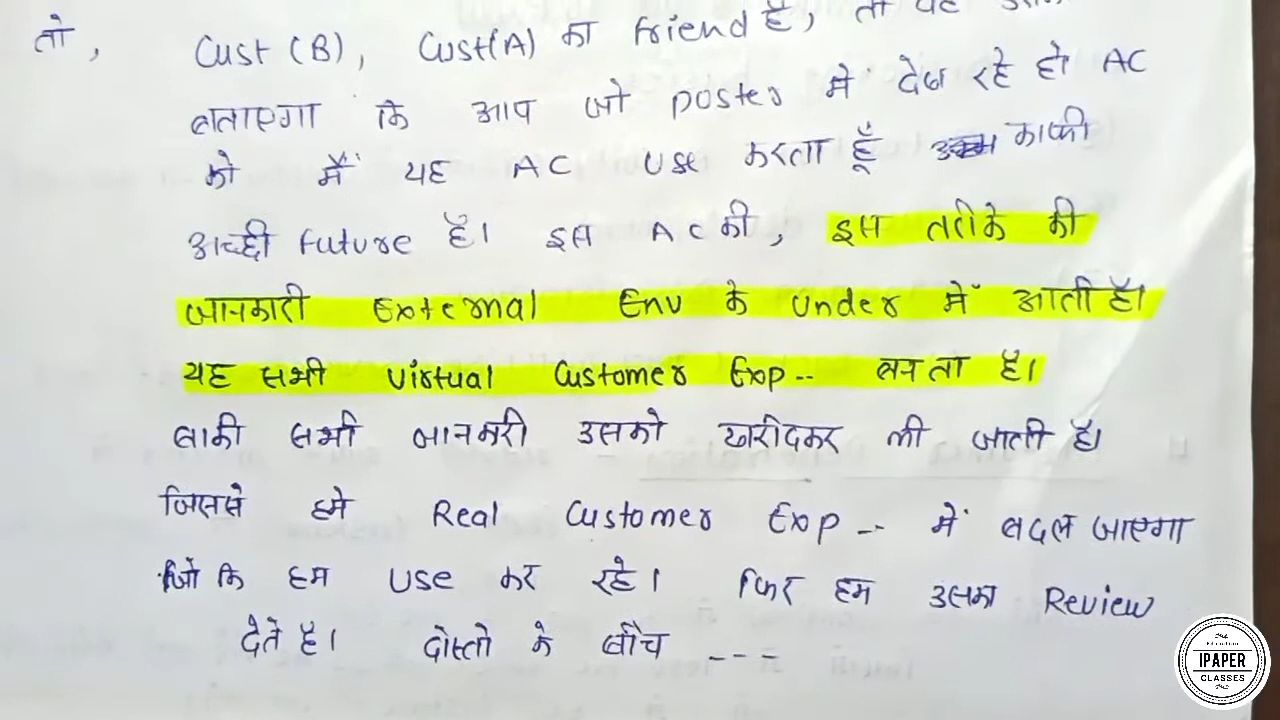 तो, Cust (B), Cust(A) का friend है, तो यह
बताएगा कि आप जो poster में देख रहे हो AC
को मैं यह AC Use करता हूँ काफी
अच्छी future है। इस AC की, इस तरीके की
जानकारी External Env के Under में आती है।
यह सभी Virtual Customer Exp-- बनता है।
बाकी सभी जानकरी उसको खरीदकर ली जाती है।
जिससे हमे Real Customer Exp -- में बदल जाएगा
जो कि हम Use कर रहे। फिर हम उसका Review
देते है। दोस्तो के बीच ---
IPAPER
CLASSES